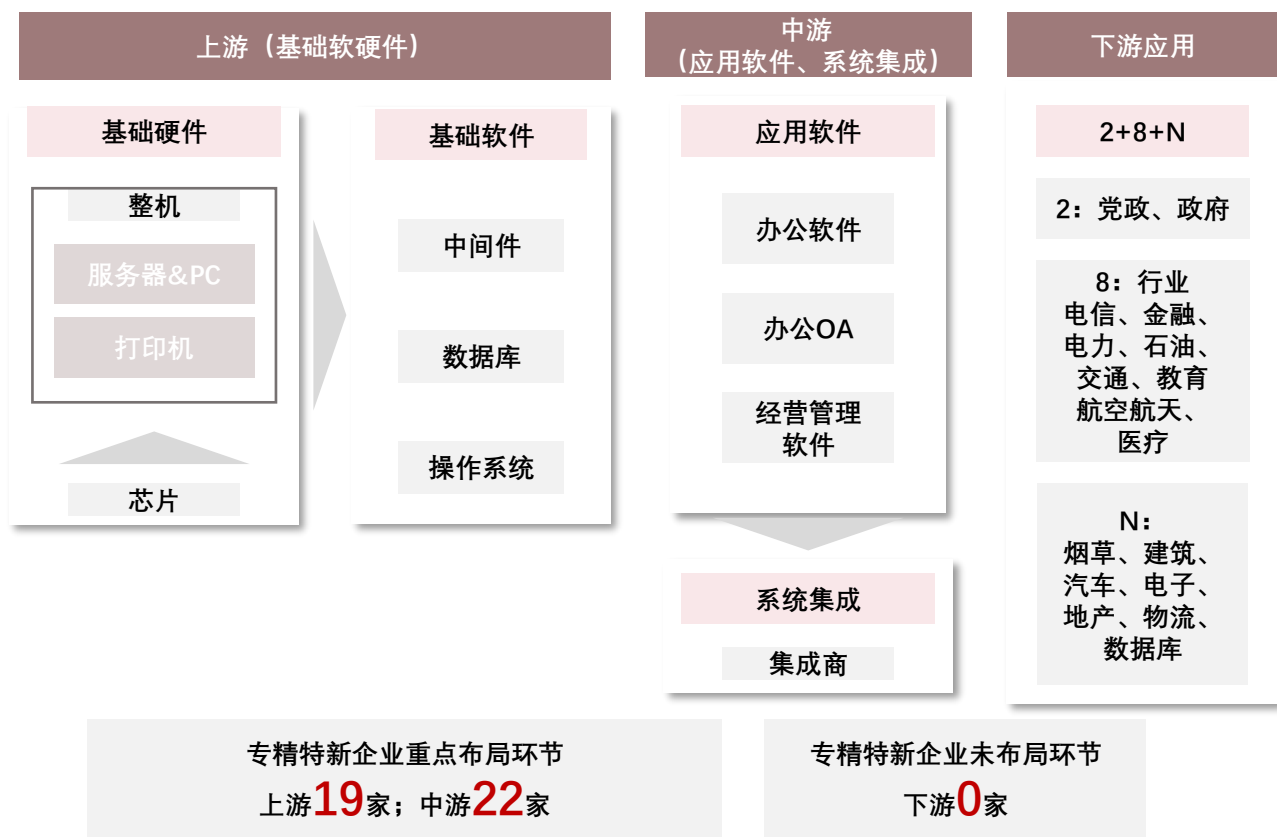 上游（基础软硬件）
基础硬件
整机
服务器&PC
打印机
芯片
基础软件
中间件
数据库
操作系统
中游
（应用软件、系统集成）
应用软件
办公软件
办公OA
经营管理
软件
系统集成
集成商
下游应用
2+8+N
2：党政、政府
8：行业
电信、金融、
电力、石油、
交通、教育
航空航天、
医疗
N：
烟草、建筑、
汽车、电子、
地产、物流、
数据库
专精特新企业重点布局环节
上游19家；中游22家
专精特新企业未布局环节
下游0家